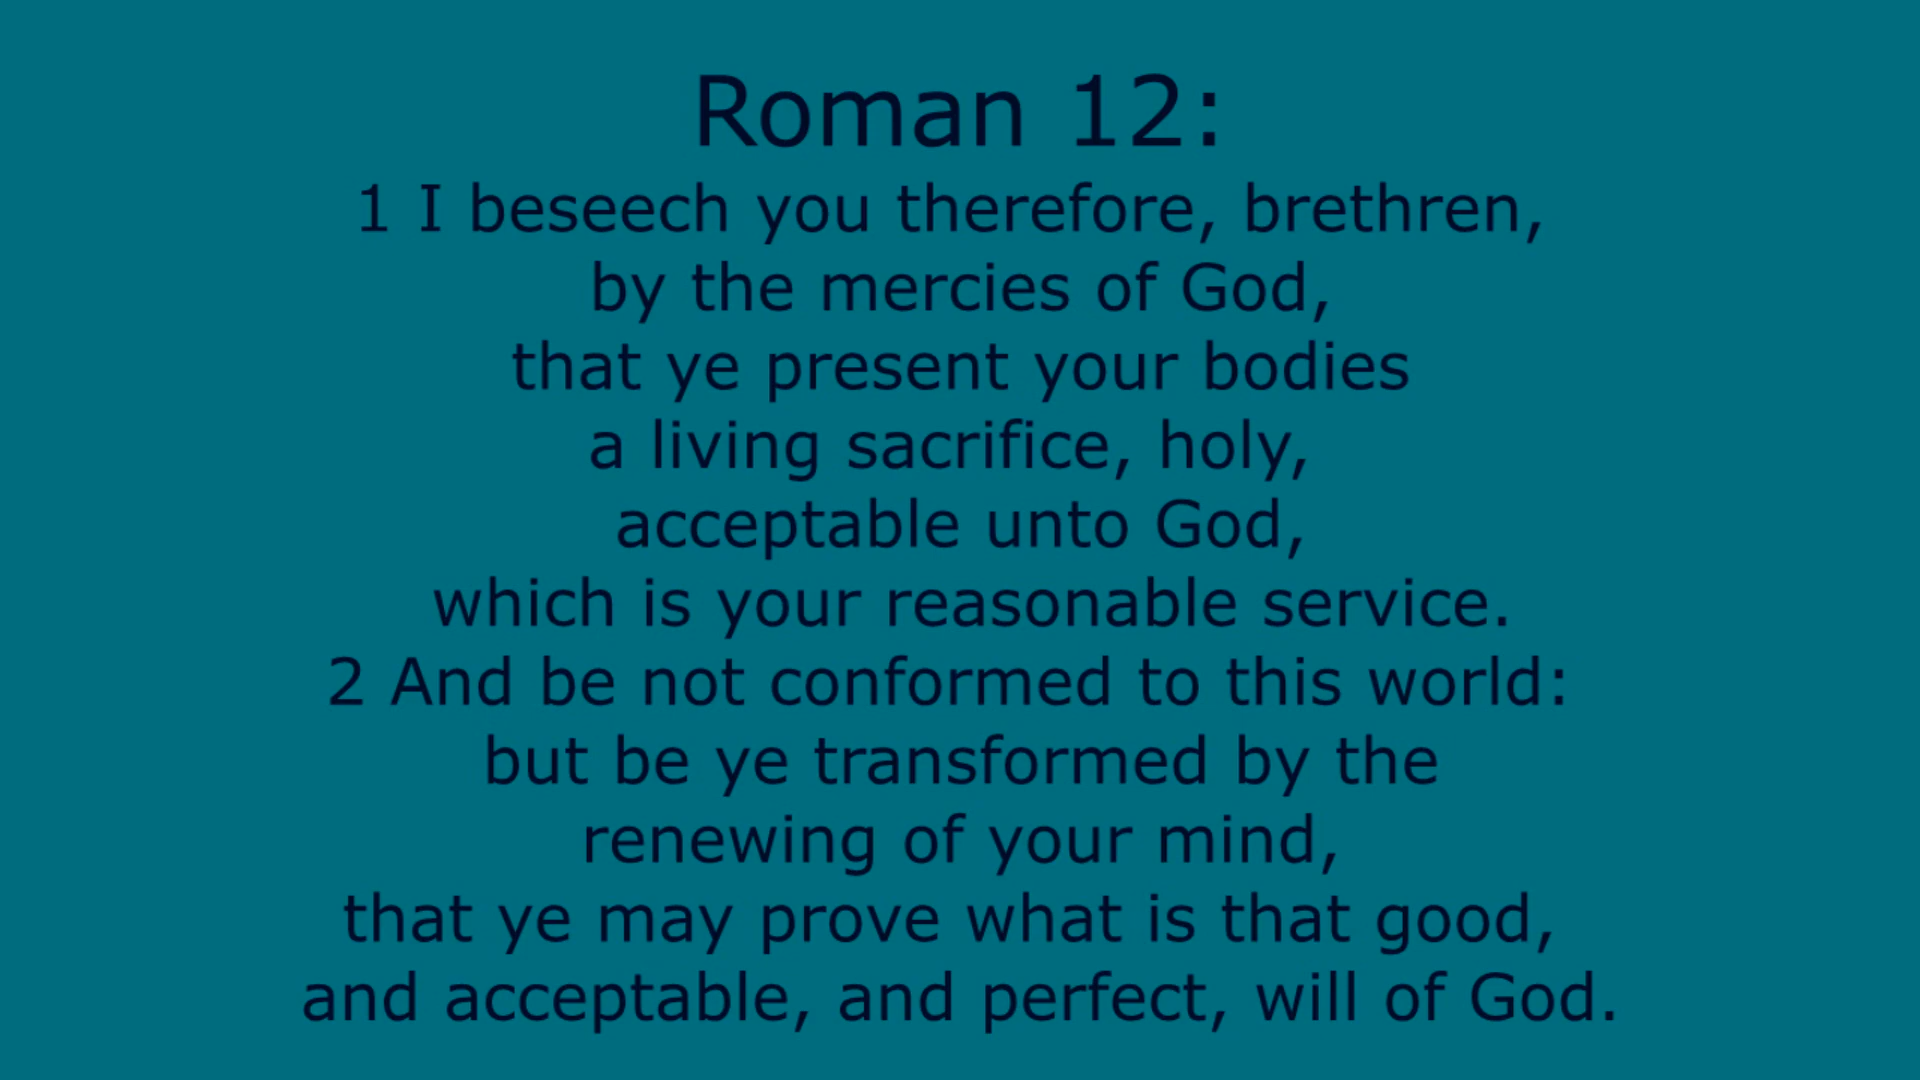 Roman 12:
1 I beseech you therefore, brethren,
by the mercies of God,
that ye present your bodies
a living sacrifice, holy,
acceptable unto God,
which is your reasonable service.
2 And be not conformed to this world:
but be ye transformed by the
renewing of your mind,
that ye may prove what is that good,
and acceptable, and perfect, will of God.